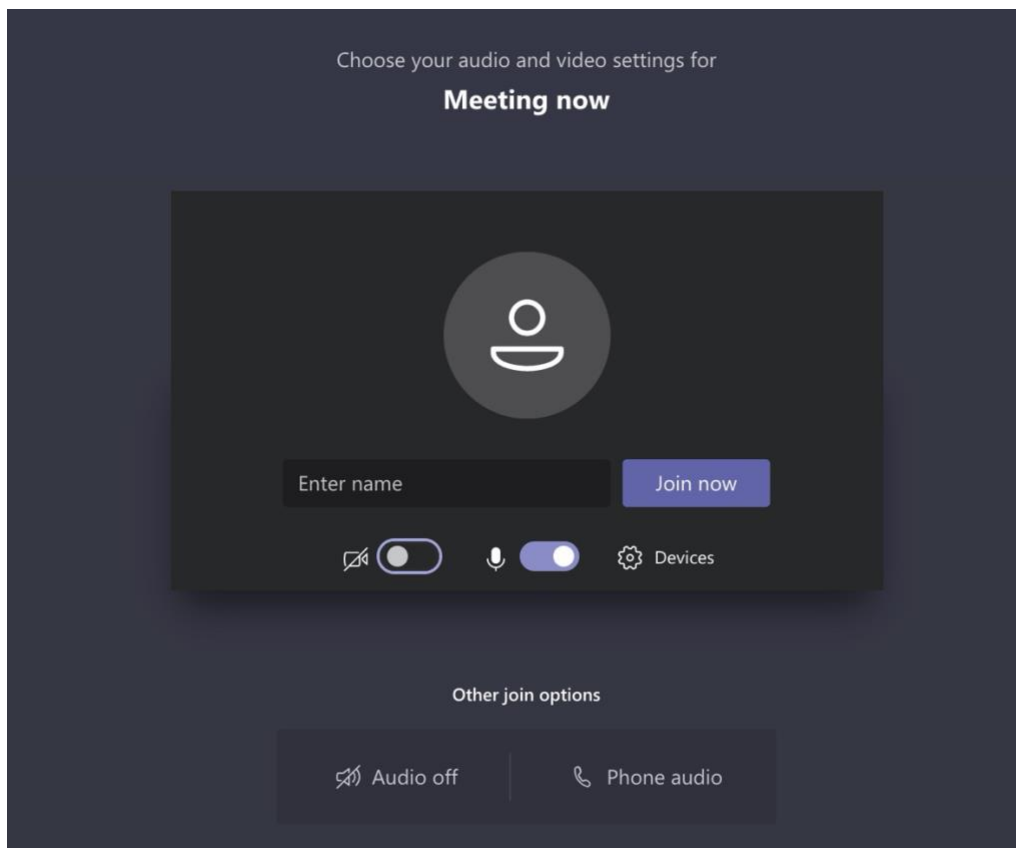 Choose your audio and video settings for
Meeting now
Enter name
Join now
Devices
Other join options
Audio off
Phone audio